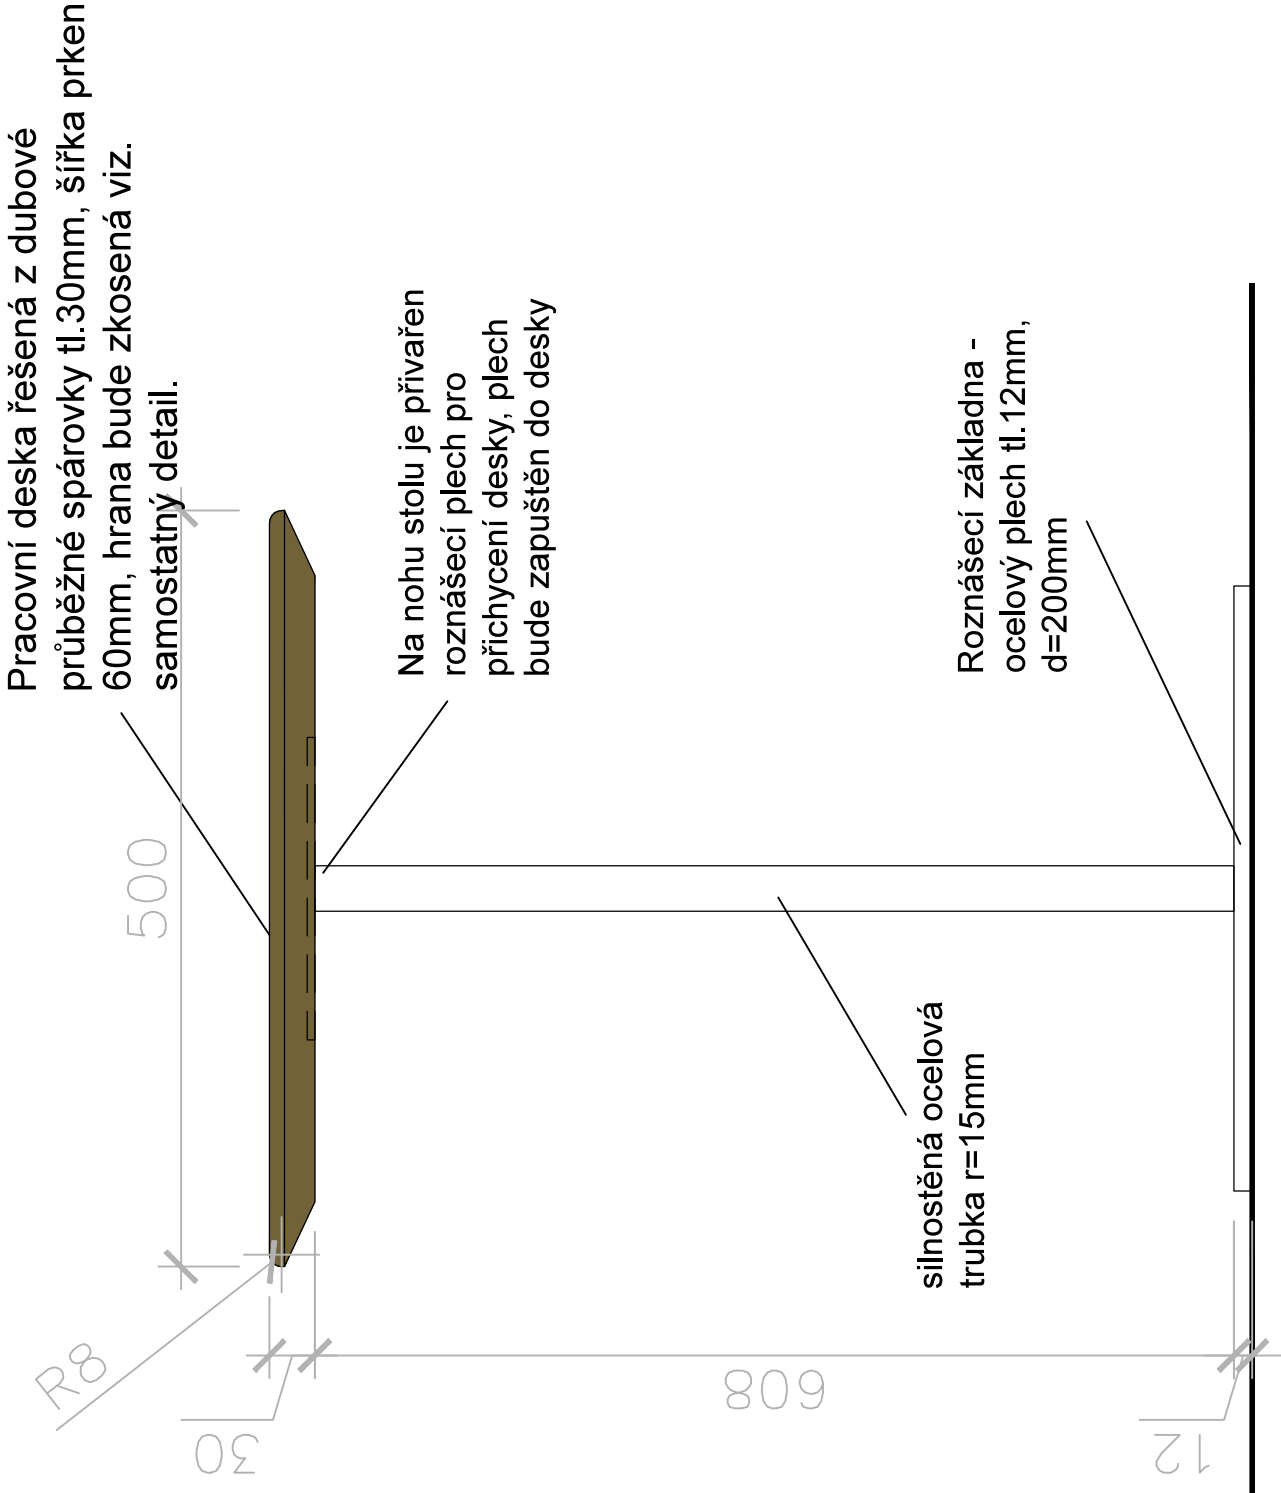 Pracovní deska řešená z dubové
průběžné spárovky tl.30mm, šířka prken
60mm, hrana bude zkosená viz.
samostatný detail.
500
R8
30
Na nohu stolu je přivařen
roznášecí plech pro
přichycení desky, plech
bude zapuštěn do desky
608
silnostěná ocelová
trubka r=15mm
Roznášecí základna -
ocelový plech tl.12mm,
d=200mm
12